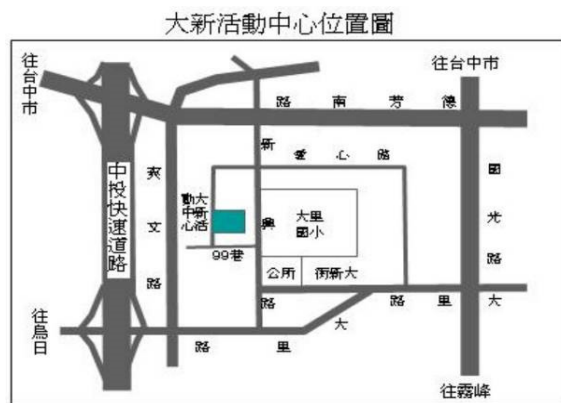 大新活動中心位置圖
往台中市
往台中市
路南芳德
新興路
愛心路
國光路
中投快速道路
爽文路
大新活動中心
大里
國小
99巷
公所
街新大
路里大
往烏日
路里大
往霧峰